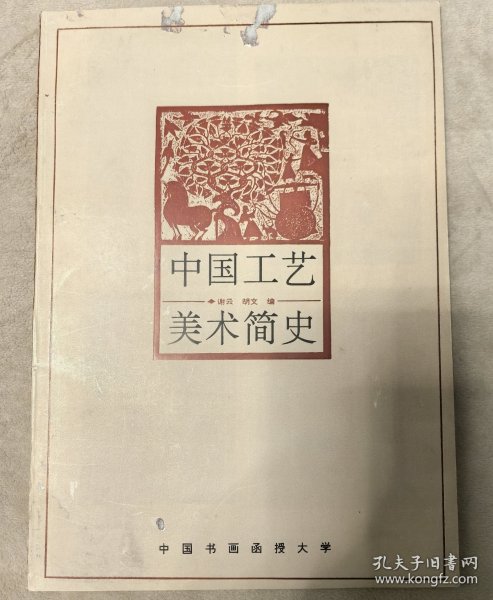 中国工艺
谢云 胡文 编
美术简史
中国书画函授大学
孔夫子旧书网
www.kongfz.com